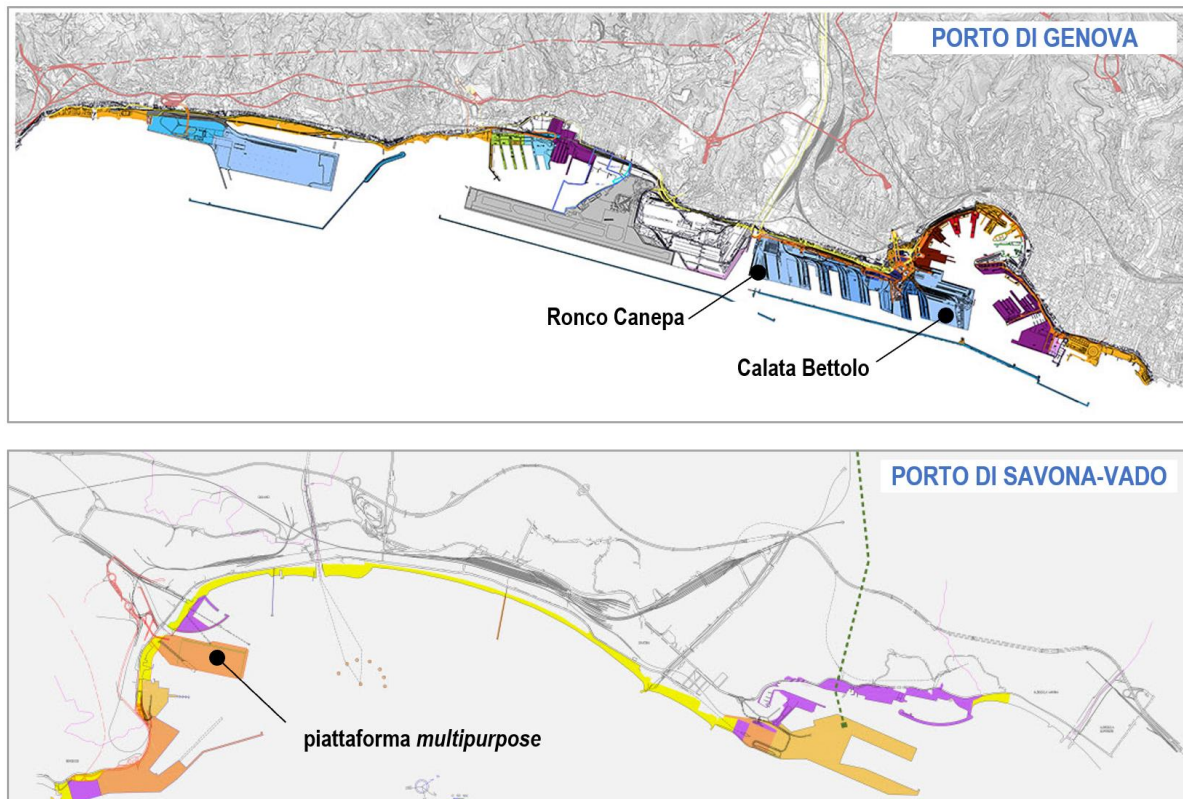 PORTO DI GENOVA
Ronco Canepa
Calata Bettolo
PORTO DI SAVONA-VADO
piattaforma multipurpose